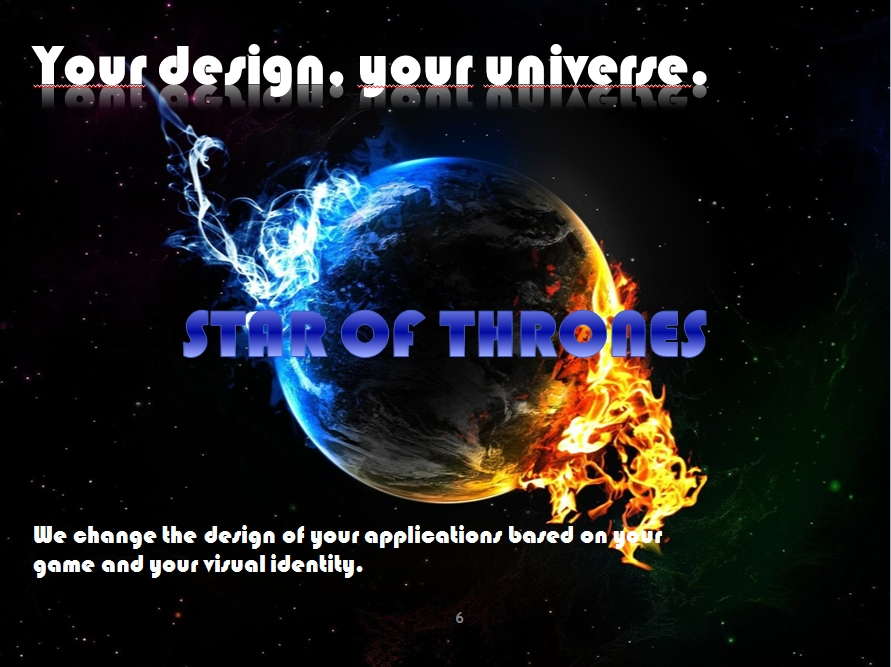 Your design, your universe.
STAR OF THRONES
We change the design of your applications based on your
game and your visual identity.
6